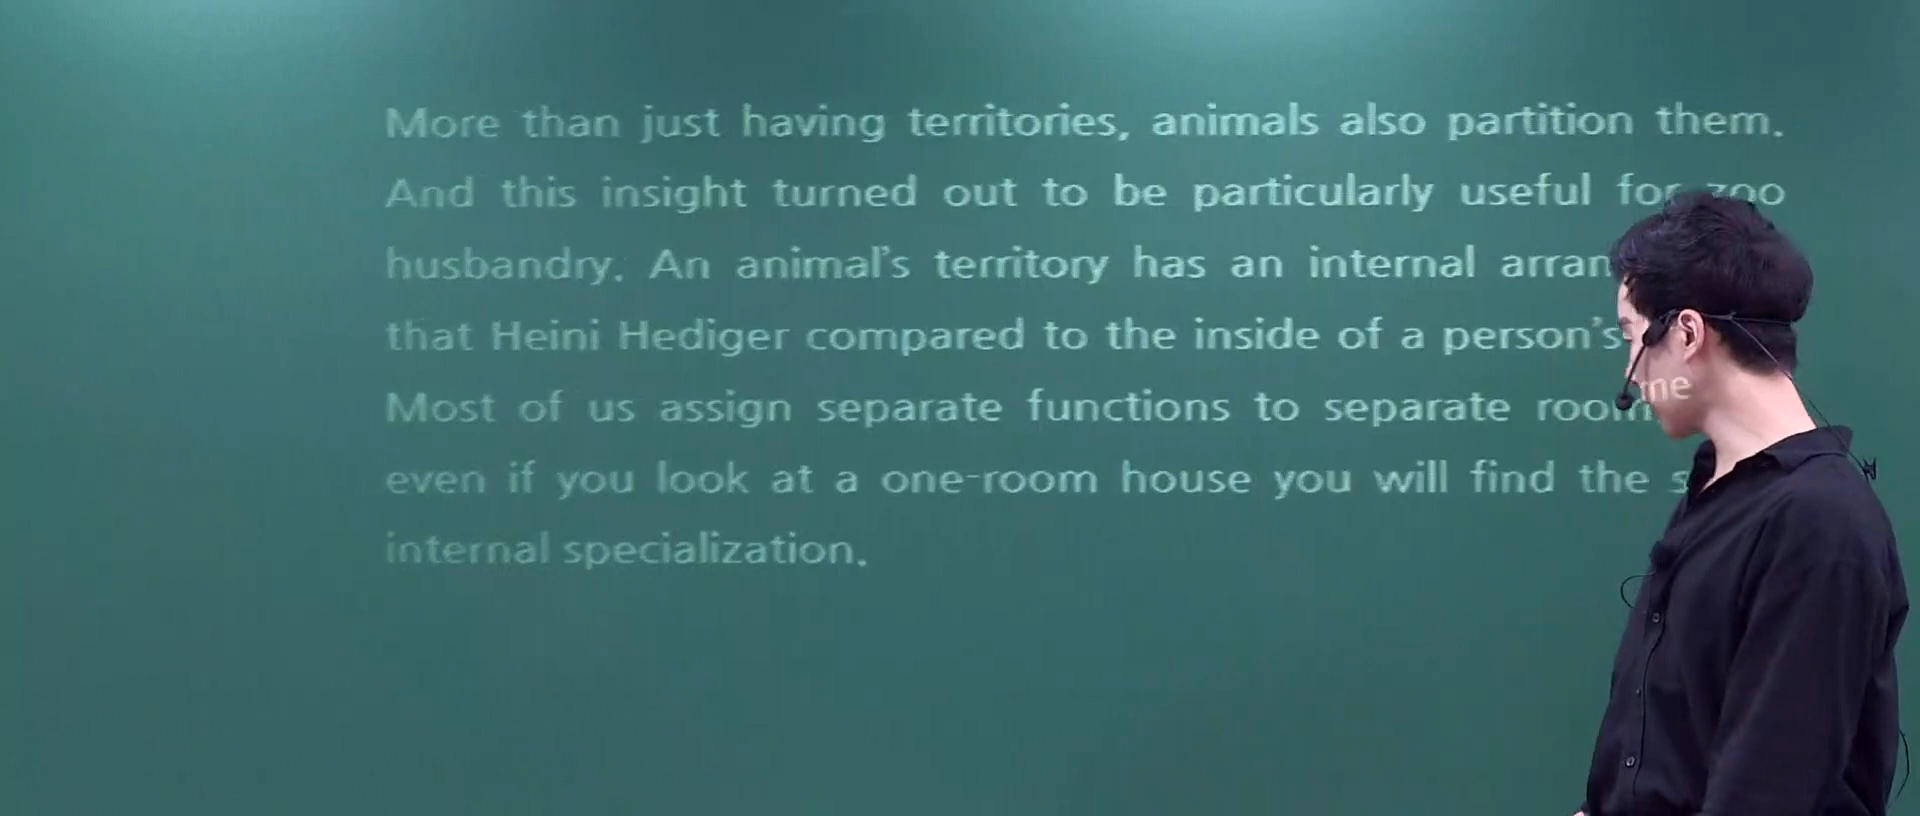 More than just having territories, animals also partition them.
And this insight turned out to be particularly useful for zoo
husbandry. An animal's territory has an internal
that Heini Hediger compared to the inside of a person's
Most of us assign separate functions to separate
even if you look at a one-room house you will find the
internal specialization.